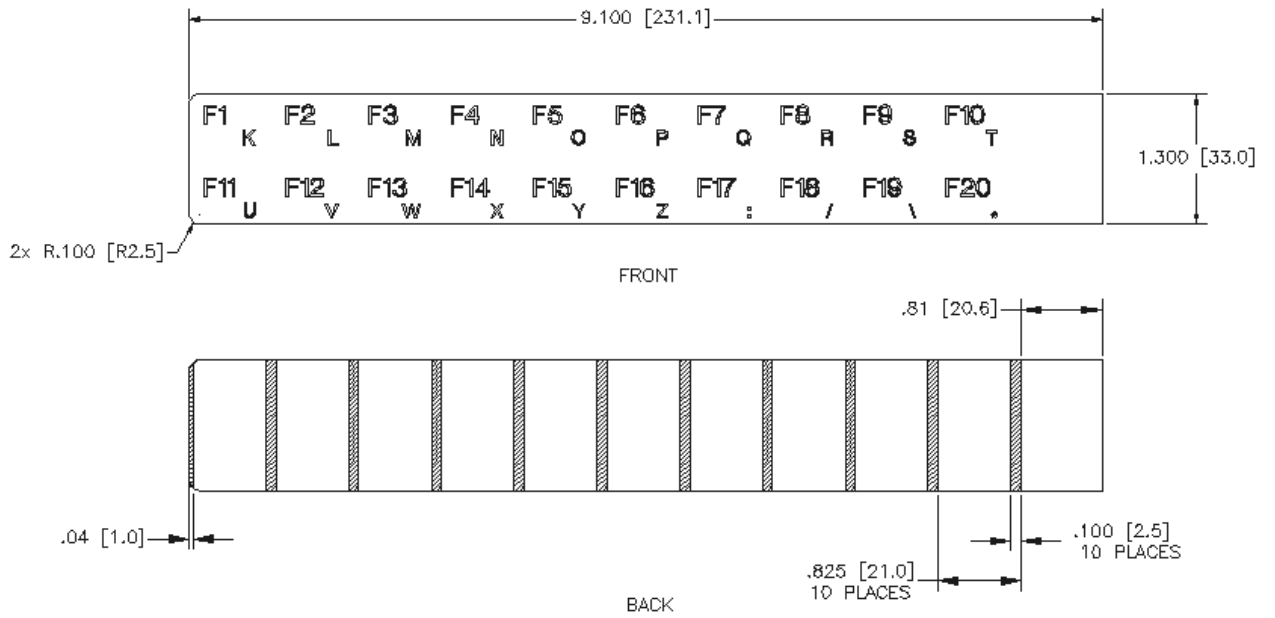 9.100 [231.1]
F1 F2 F3 F4 F5 F6 F7 F8 F9 F10
K L M N O P Q R S T
1.300 [33.0]
F11 F12 F13 F14 F15 F16 F17 F18 F19 F20
U V W X Y Z : / \ *
2x R.100 [R2.5]
FRONT
.81 [20.6]
.04 [1.0]
.100 [2.5]
10 PLACES
.825 [21.0]
10 PLACES
BACK